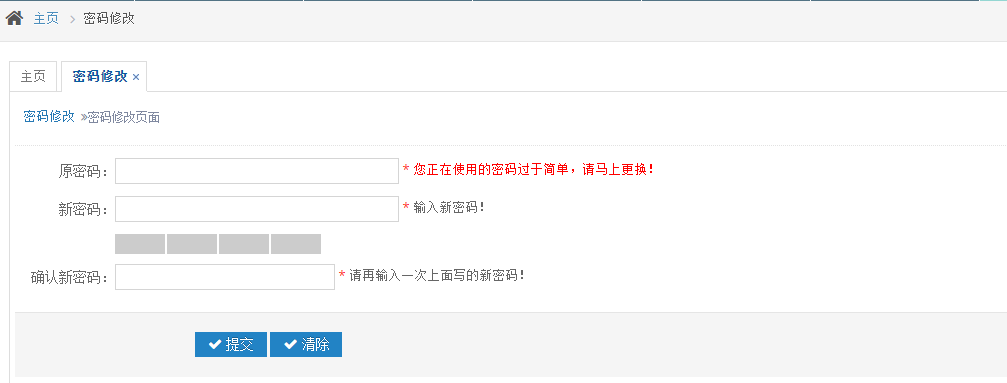 主页 > 密码修改
主页 密码修改 ×
密码修改 »密码修改页面
原密码： * 您正在使用的密码过于简单，请马上更换！
新密码： * 输入新密码！
确认新密码： * 请再输入一次上面写的新密码！
提交 清除